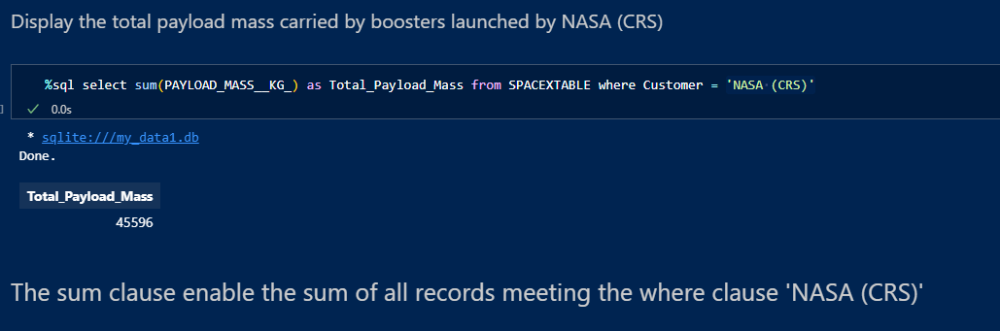 Display the total payload mass carried by boosters launched by NASA (CRS)
%sql select sum(PAYLOAD_MASS__KG_) as Total_Payload_Mass from SPACEXTABLE where Customer = 'NASA (CRS)'
] ✓ 0.0s
* sqlite:///my_data1.db
Done.
Total_Payload_Mass
45596
The sum clause enable the sum of all records meeting the where clause 'NASA (CRS)'